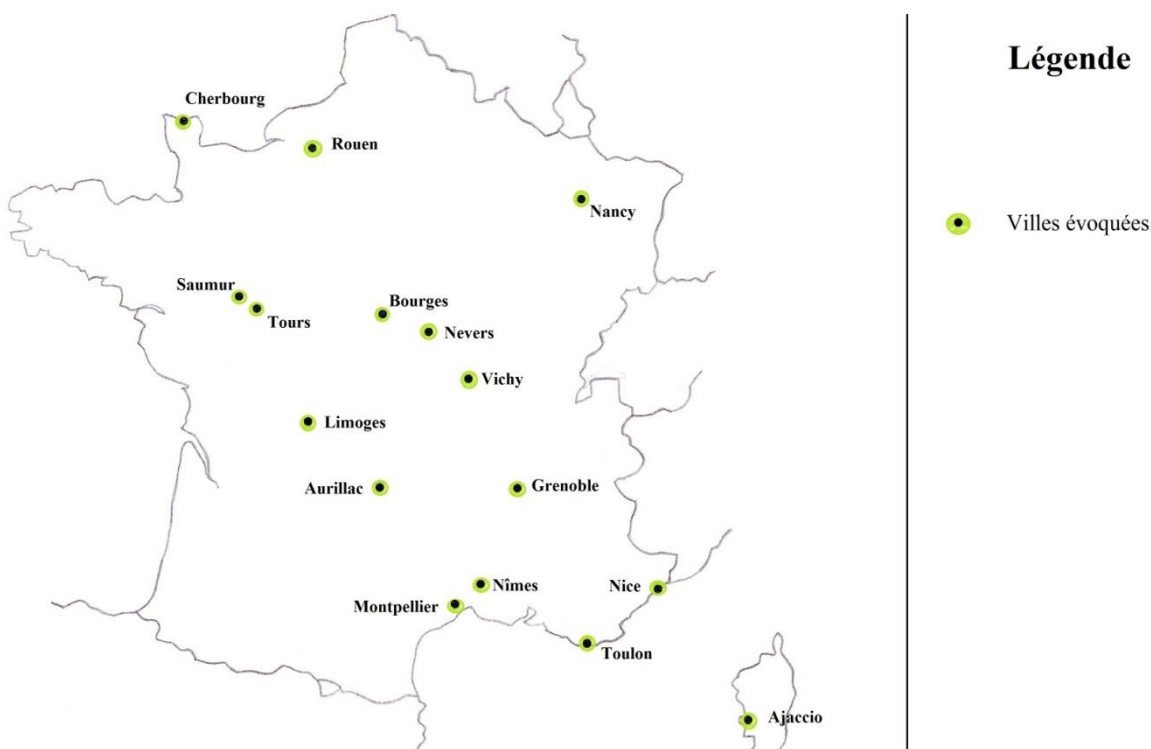 Légende
Cherbourg
Rouen
Nancy
Villes évoquées
Saumur
Tours
Bourges
Nevers
Vichy
Limoges
Aurillac
Grenoble
Nîmes
Nice
Montpellier
Toulon
Ajaccio